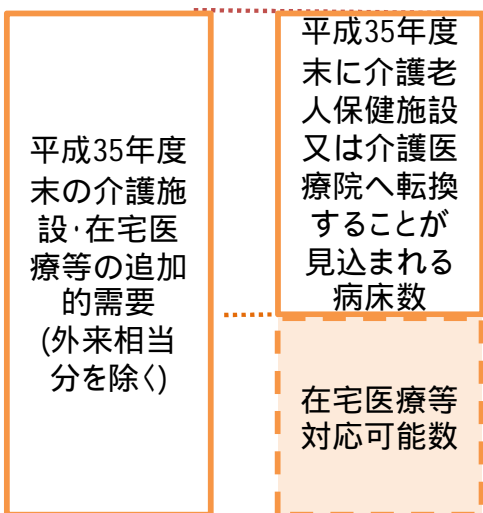 平成35年度
末の介護施
設・在宅医
療等の追加
的需要
(外来相当
分を除く)
平成35年度
末に介護老
人保健施設
又は介護医
療院へ転換
することが
見込まれる
病床数
在宅医療等
対応可能数